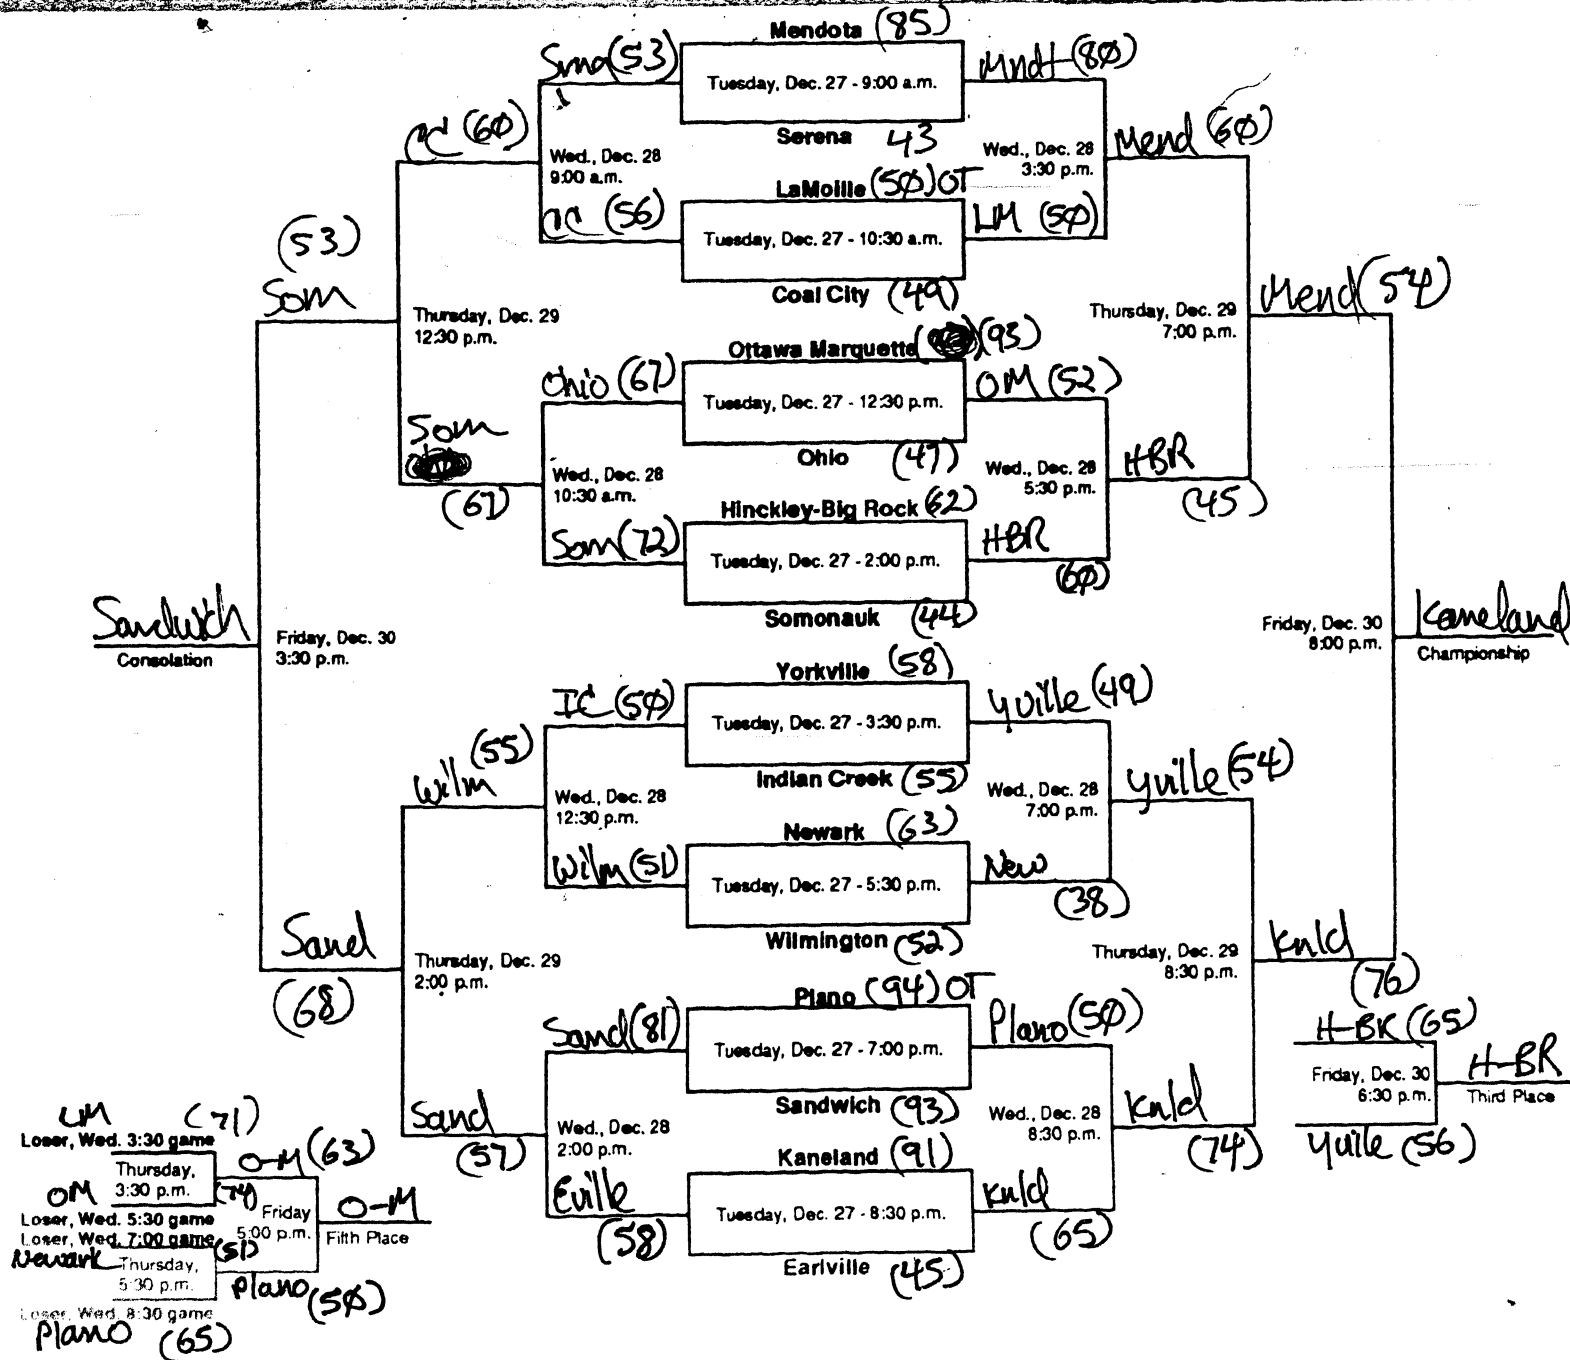 Mendota (85)
Srna (53)
Tuesday, Dec. 27 - 9:00 a.m.
Mndt (80)
Serena 43
CC (60)
Wed., Dec. 28
9:00 a.m.
Wed., Dec. 28
3:30 p.m.
Mend (60)
LaMoille (50) OT
CC (56)
Tuesday, Dec. 27 - 10:30 a.m.
LM (50)
Coal City (49)
(53)
Som
Thursday, Dec. 29
12:30 p.m.
Thursday, Dec. 29
7:00 p.m.
Mend (54)
Ottawa Marquette (93)
Ohio (67)
Tuesday, Dec. 27 - 12:30 p.m.
OM (52)
Ohio (47)
Som
(67)
Wed., Dec. 28
10:30 a.m.
Wed., Dec. 28
5:30 p.m.
HBR
(45)
Hinckley-Big Rock (62)
Som (72)
Tuesday, Dec. 27 - 2:00 p.m.
HBR
(60)
Somonauk (44)
Sandwich
Consolation
Friday, Dec. 30
3:30 p.m.
Friday, Dec. 30
8:00 p.m.
Kaneland
Championship
Yorkville (58)
IC (50)
Tuesday, Dec. 27 - 3:30 p.m.
Yville (49)
Indian Creek (55)
Wilm (55)
Wed., Dec. 28
12:30 p.m.
Wed., Dec. 28
7:00 p.m.
Yville (54)
Newark (63)
Wilm (51)
Tuesday, Dec. 27 - 5:30 p.m.
New
(38)
Wilmington (52)
Sand
(68)
Thursday, Dec. 29
2:00 p.m.
Thursday, Dec. 29
8:30 p.m.
Knld
(76)
Plano (94) OT
Sand (81)
Tuesday, Dec. 27 - 7:00 p.m.
Plano (50)
Sandwich (93)
Sand
(57)
Wed., Dec. 28
2:00 p.m.
Wed., Dec. 28
8:30 p.m.
Knld
(74)
Kaneland (91)
Eville
(58)
Tuesday, Dec. 27 - 8:30 p.m.
Knld
(65)
Earlville (45)
H-BR (65)
Friday, Dec. 30
6:30 p.m.
H-BR
Third Place
Yville (56)
LM (71)
Loser, Wed. 3:30 game
Thursday,
3:30 p.m.
O-M (63)
OM (74)
Loser, Wed. 5:30 game
Friday
5:00 p.m.
O-M
Fifth Place
Loser, Wed. 7:00 game
Newark (51)
Thursday,
5:30 p.m.
Plano (50)
Loser, Wed. 8:30 game
Plano (65)